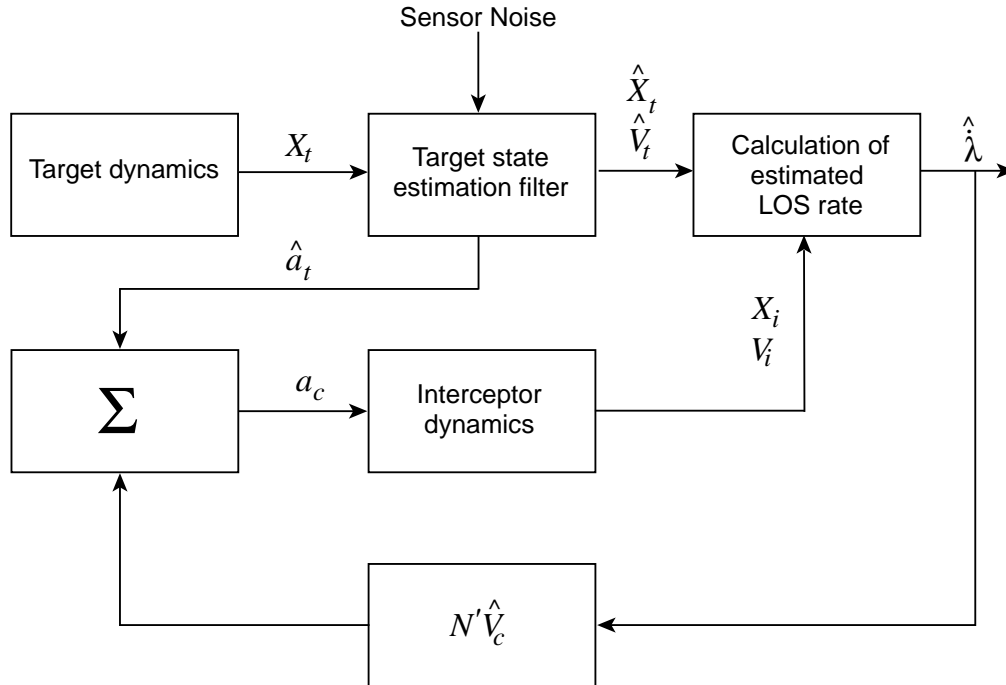 Sensor Noise
Target dynamics
X_t
Target state
estimation filter
X̂_t
V̂_t
Calculation of
estimated
LOS rate
λ̇̂
â_t
Σ
a_c
Interceptor
dynamics
X_i
V_i
N′V̂_c